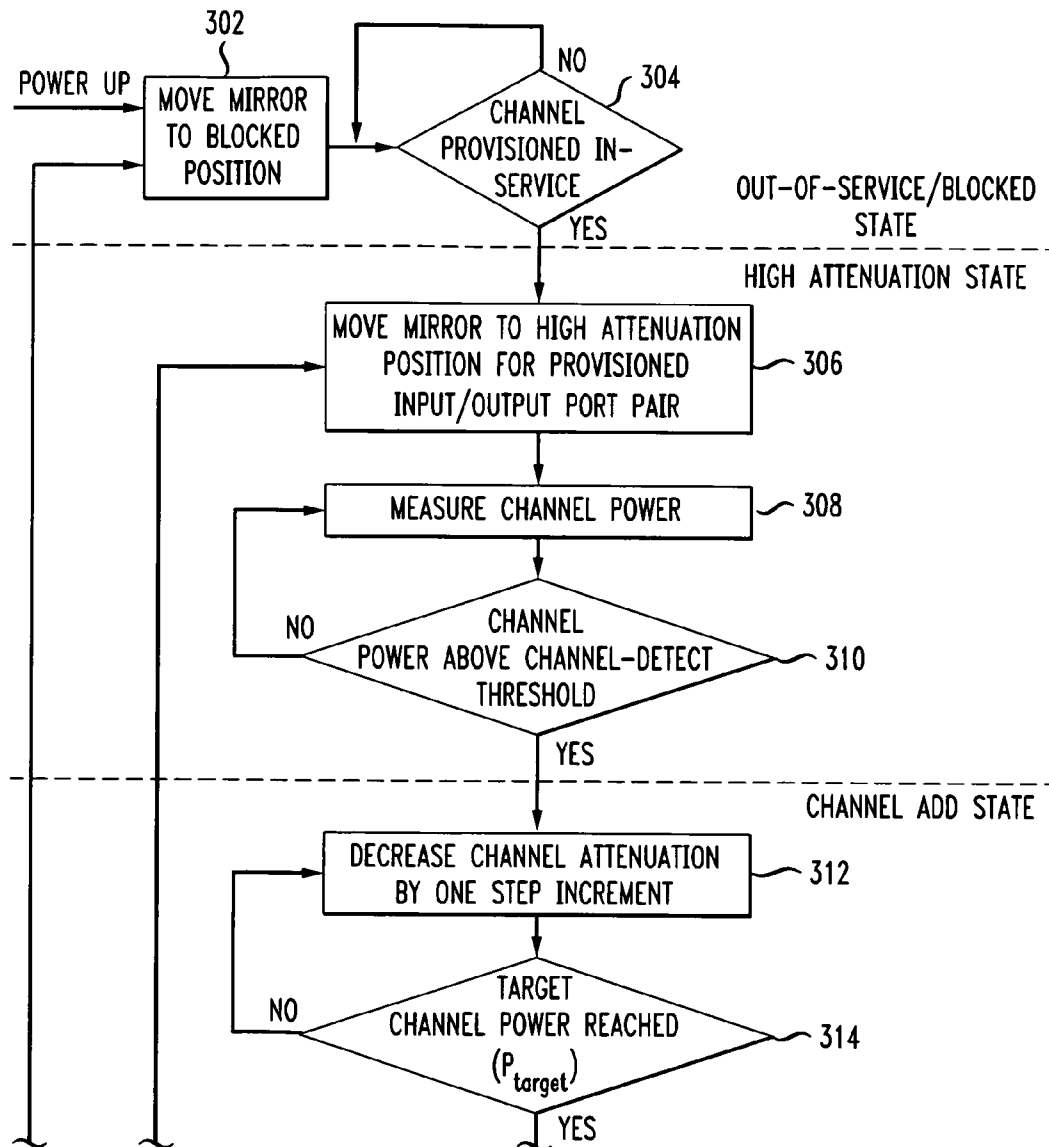 302
POWER UP
MOVE MIRROR
TO BLOCKED
POSITION
NO
304
CHANNEL
PROVISIONED IN-
SERVICE
YES
OUT-OF-SERVICE/BLOCKED
STATE
HIGH ATTENUATION STATE
MOVE MIRROR TO HIGH ATTENUATION
POSITION FOR PROVISIONED
INPUT/OUTPUT PORT PAIR
306
MEASURE CHANNEL POWER
308
NO
CHANNEL
POWER ABOVE CHANNEL-DETECT
THRESHOLD
310
YES
CHANNEL ADD STATE
DECREASE CHANNEL ATTENUATION
BY ONE STEP INCREMENT
312
NO
TARGET
CHANNEL POWER REACHED
(Ptarget)
314
YES